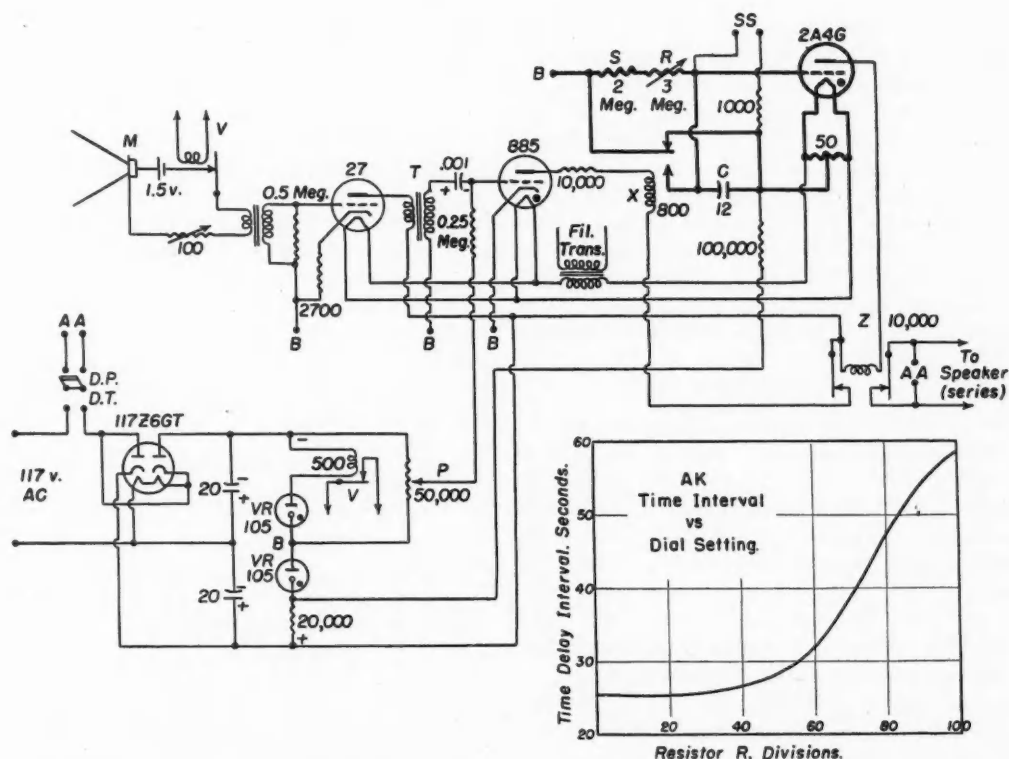 SS
2A4G
B
S
2
Meg.
R
3
Meg.
1000
50
M
V
1.5 v.
100
0.5 Meg.
27
T
.001
+
-
0.25
Meg.
885
10,000
X
800
C
12
100,000
Fil.
Trans.
2700
B
B
B
Z
10,000
A A
To
Speaker
(series)
A A
D.P.
D.T.
117Z6GT
117 v.
AC
20
-
+
20
-
+
-
500
V
P
50,000
VR
105
B
VR
105
20,000
+
AK
Time Interval
vs
Dial Setting.
Time Delay Interval. Seconds.
60
50
40
30
20
0
20
40
60
80
100
Resistor R, Divisions.